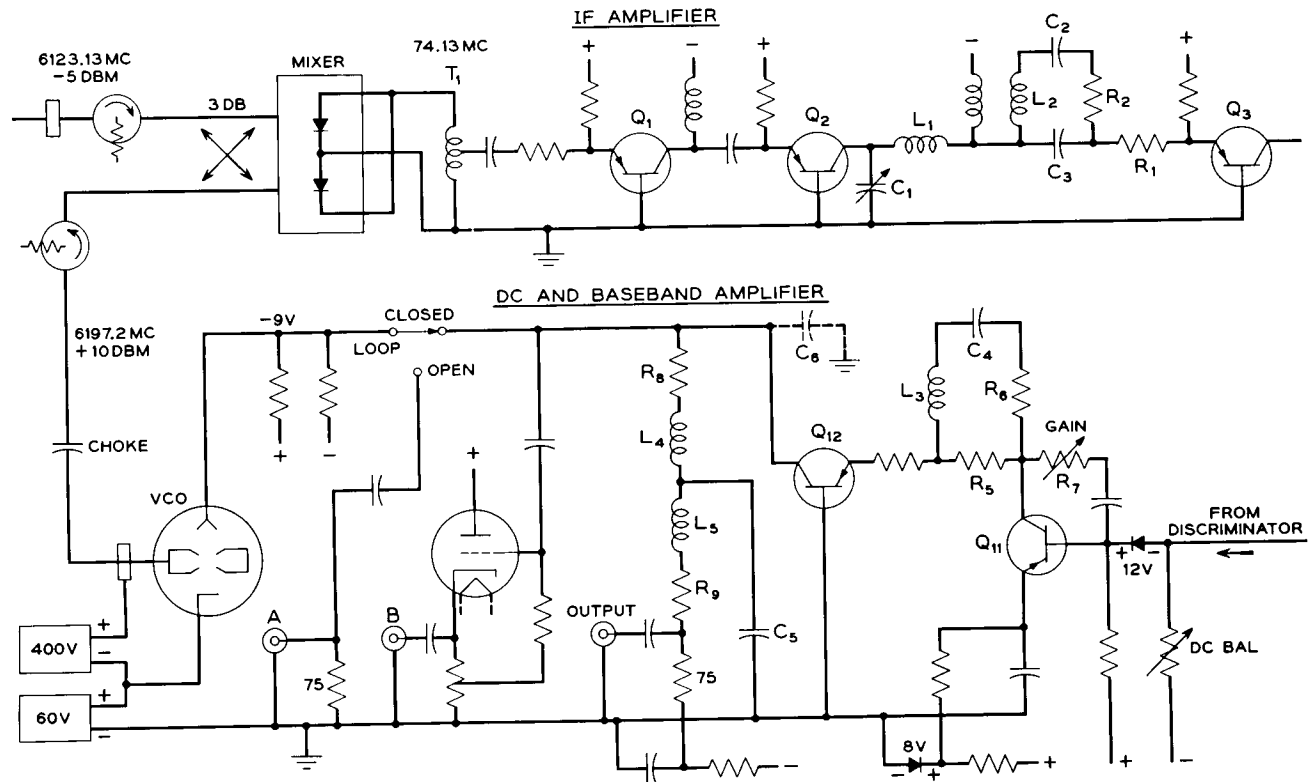 IF AMPLIFIER
6123.13 MC
-5 DBM
3 DB
MIXER
74.13 MC
T1
+
Q1
-
+
Q2
C1
L1
-
L2
C2
R2
C3
R1
+
Q3
6197.2 MC
+ 10 DBM
CHOKE
VCO
400V
+
-
60V
+
-
DC AND BASEBAND AMPLIFIER
-9V
CLOSED
LOOP
OPEN
+
-
A
75
B
+
OUTPUT
R8
L4
L5
R9
75
C5
C6
-
Q12
L3
C4
R6
R5
GAIN
R7
Q11
FROM
DISCRIMINATOR
+
-
12V
DC BAL
8V
-
+
+
+
-